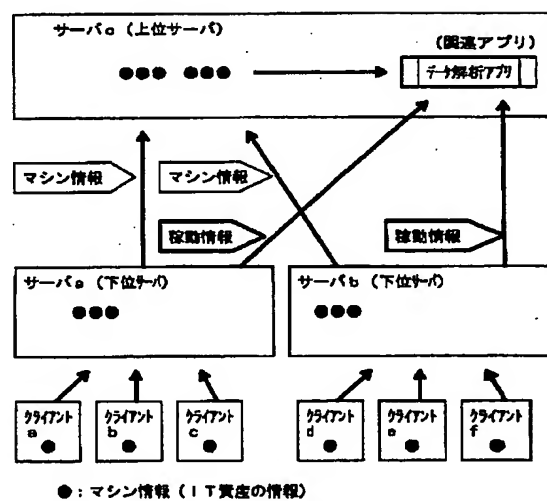 サーバc（上位サーバ）
（関連アプリ）
データ解析アプリ
マシン情報
マシン情報
稼動情報
稼動情報
サーバa（下位サーバ）
サーバb（下位サーバ）
クライアント
a
クライアント
b
クライアント
c
クライアント
d
クライアント
e
クライアント
f
●：マシン情報（ＩＴ資産の情報）